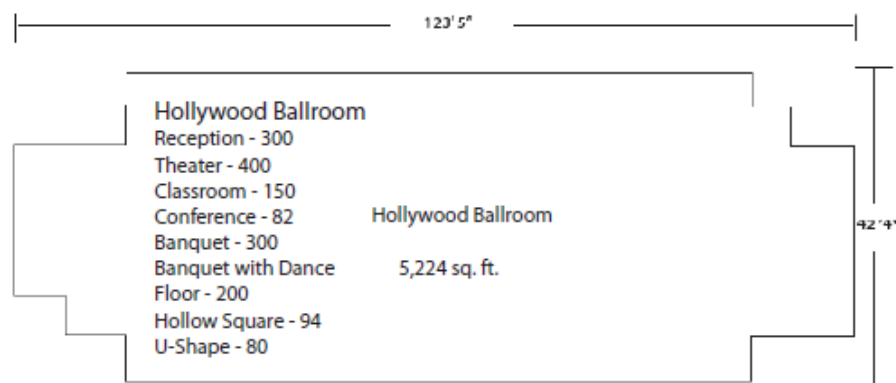 123' 5"
Hollywood Ballroom
Reception - 300
Theater - 400
Classroom - 150
Conference - 82
Banquet - 300
Banquet with Dance
Floor - 200
Hollow Square - 94
U-Shape - 80
Hollywood Ballroom
5,224 sq. ft.
42'4"